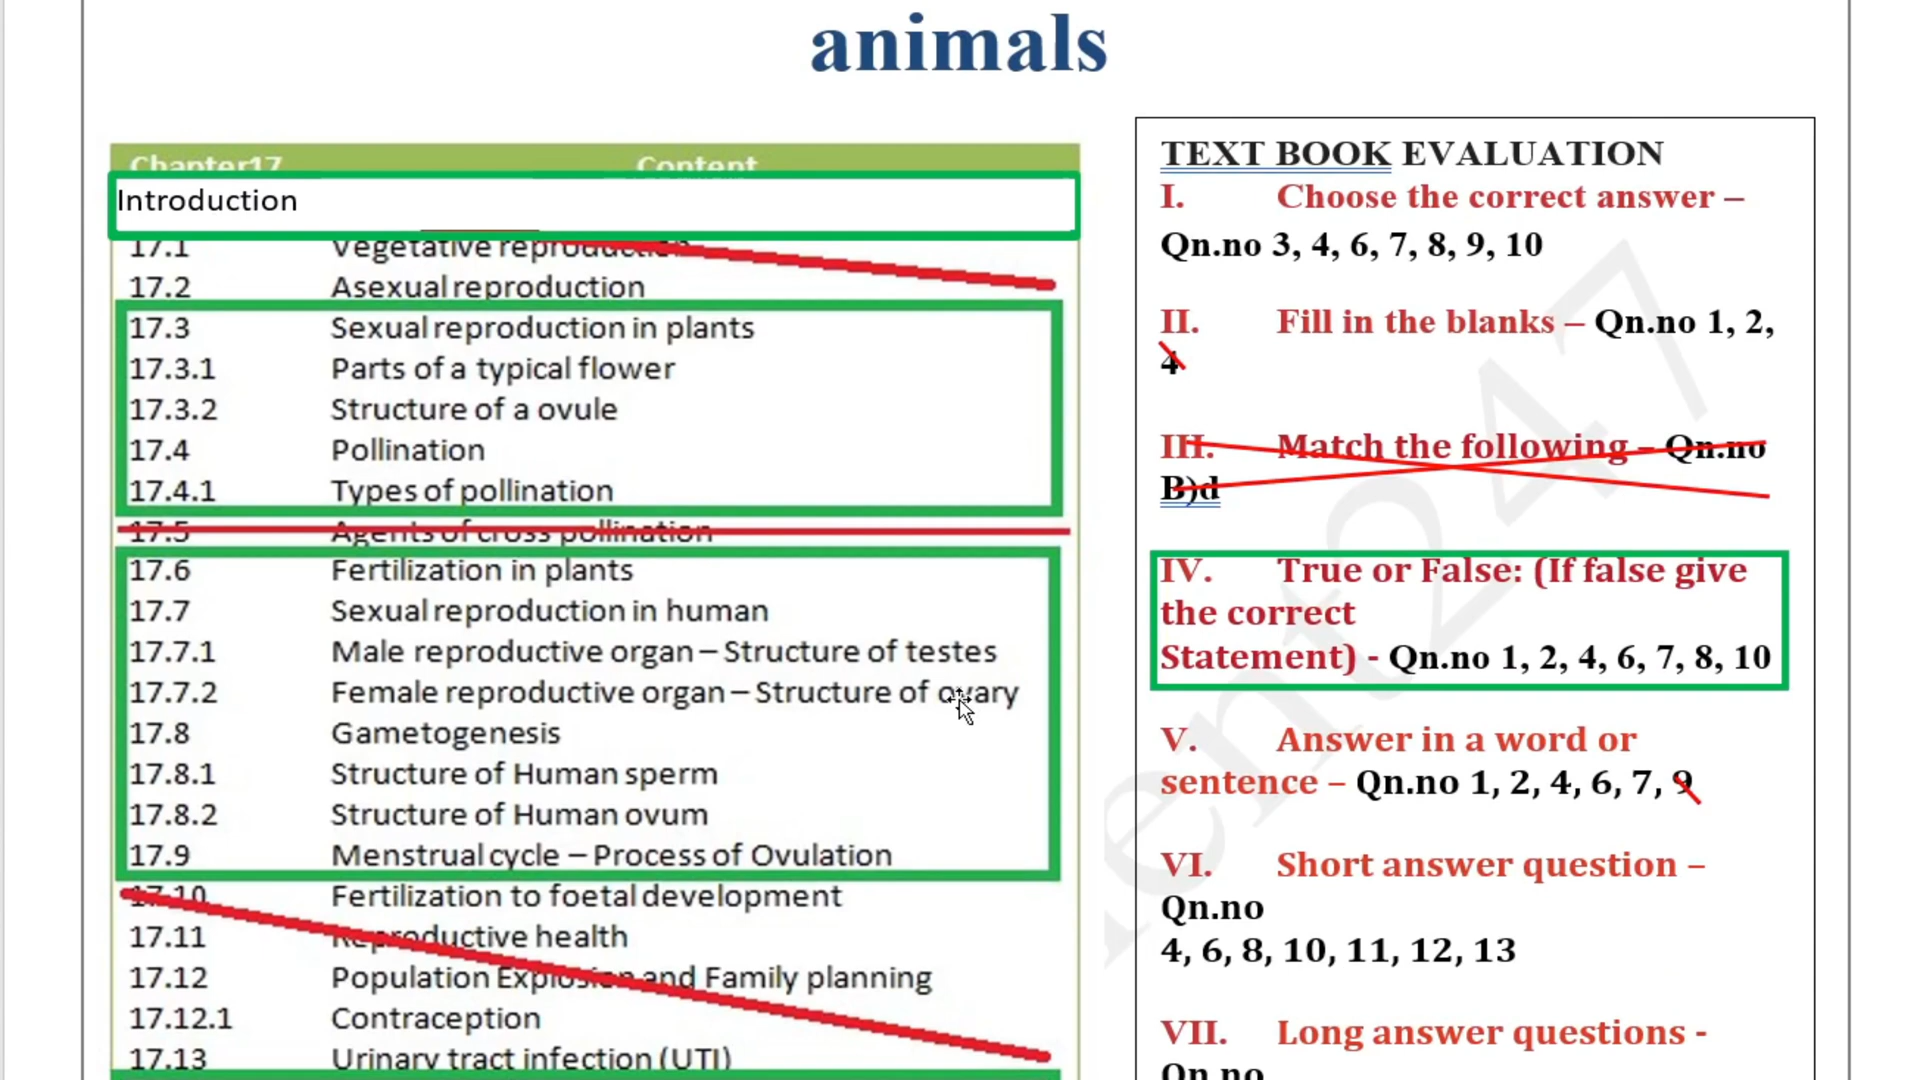 animals
Chapter17 Content
Introduction
17.1 Vegetative reproduction
17.2 Asexual reproduction
17.3 Sexual reproduction in plants
17.3.1 Parts of a typical flower
17.3.2 Structure of a ovule
17.4 Pollination
17.4.1 Types of pollination
17.5 Agents of cross pollination
17.6 Fertilization in plants
17.7 Sexual reproduction in human
17.7.1 Male reproductive organ – Structure of testes
17.7.2 Female reproductive organ – Structure of ovary
17.8 Gametogenesis
17.8.1 Structure of Human sperm
17.8.2 Structure of Human ovum
17.9 Menstrual cycle – Process of Ovulation
17.10 Fertilization to foetal development
17.11 Reproductive health
17.12 Population Explosion and Family planning
17.12.1 Contraception
17.13 Urinary tract infection (UTI)
TEXT BOOK EVALUATION
I. Choose the correct answer –
Qn.no 3, 4, 6, 7, 8, 9, 10
II. Fill in the blanks – Qn.no 1, 2,
4
III. Match the following – Qn.no
B)d
IV. True or False: (If false give
the correct
Statement) - Qn.no 1, 2, 4, 6, 7, 8, 10
V. Answer in a word or
sentence – Qn.no 1, 2, 4, 6, 7, 9
VI. Short answer question –
Qn.no
4, 6, 8, 10, 11, 12, 13
VII. Long answer questions -
Qn.no
ent247